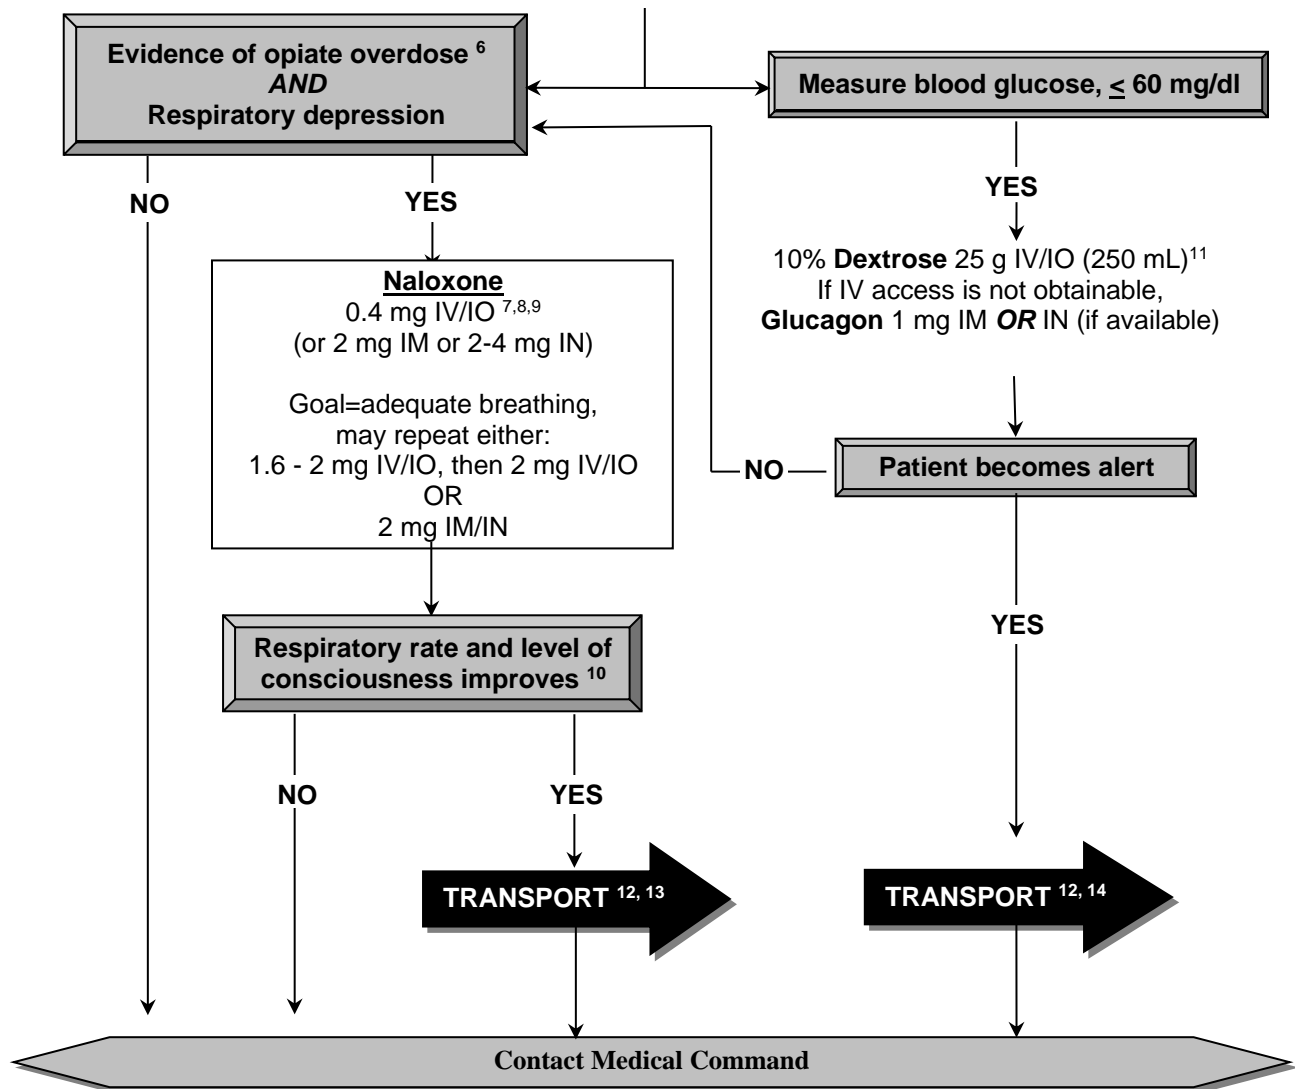 Evidence of opiate overdose 6
AND
Respiratory depression
Measure blood glucose, ≤ 60 mg/dl
NO
YES
YES
Naloxone
0.4 mg IV/IO 7,8,9
(or 2 mg IM or 2-4 mg IN)
Goal=adequate breathing,
may repeat either:
1.6 - 2 mg IV/IO, then 2 mg IV/IO
OR
2 mg IM/IN
10% Dextrose 25 g IV/IO (250 mL)11
If IV access is not obtainable,
Glucagon 1 mg IM OR IN (if available)
NO
Patient becomes alert
Respiratory rate and level of
consciousness improves 10
YES
NO
YES
TRANSPORT 12, 13
TRANSPORT 12, 14
Contact Medical Command